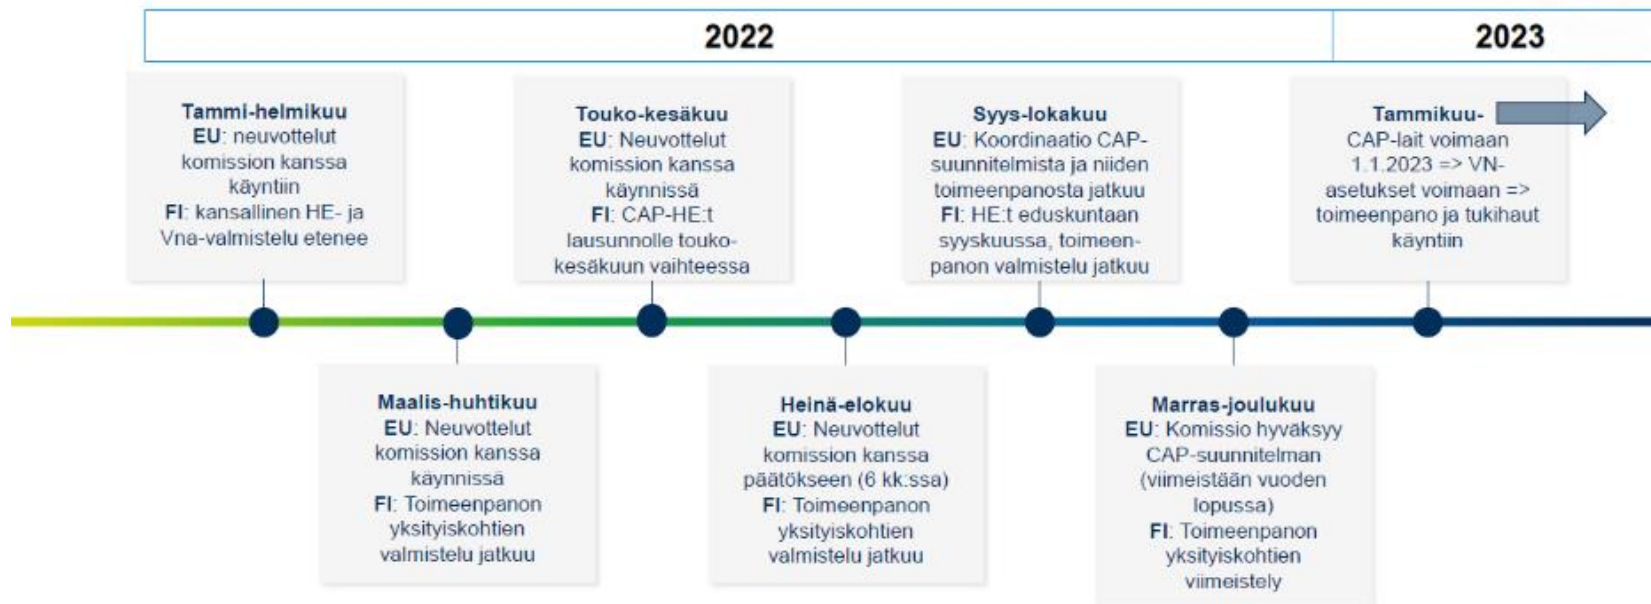 2022
2023
Tammi-helmikuu
EU: neuvottelut
komission kanssa
käyntiin
FI: kansallinen HE- ja
Vna-valmistelu etenee
Maalis-huhtikuu
EU: Neuvottelut
komission kanssa
käynnissä
FI: Toimeenpanon
yksityiskohtien
valmistelu jatkuu
Touko-kesäkuu
EU: Neuvottelut
komission kanssa
käynnissä
FI: CAP-HE:t
lausunnolle touko-
kesäkuun vaihteessa
Heinä-elokuu
EU: Neuvottelut
komission kanssa
päätökseen (6 kk:ssa)
FI: Toimeenpanon
yksityiskohtien
valmistelu jatkuu
Syys-lokakuu
EU: Koordinaatio CAP-
suunnitelmista ja niiden
toimeenpanosta jatkuu
FI: HE:t eduskuntaan
syyskuussa, toimeen-
panon valmistelu jatkuu
Marras-joulukuu
EU: Komissio hyväksyy
CAP-suunnitelman
(viimeistään vuoden
lopussa)
FI: Toimeenpanon
yksityiskohtien
viimeistely
Tammikuu-
CAP-lait voimaan
1.1.2023 => VN-
asetukset voimaan =>
toimeenpano ja tukihaut
käyntiin